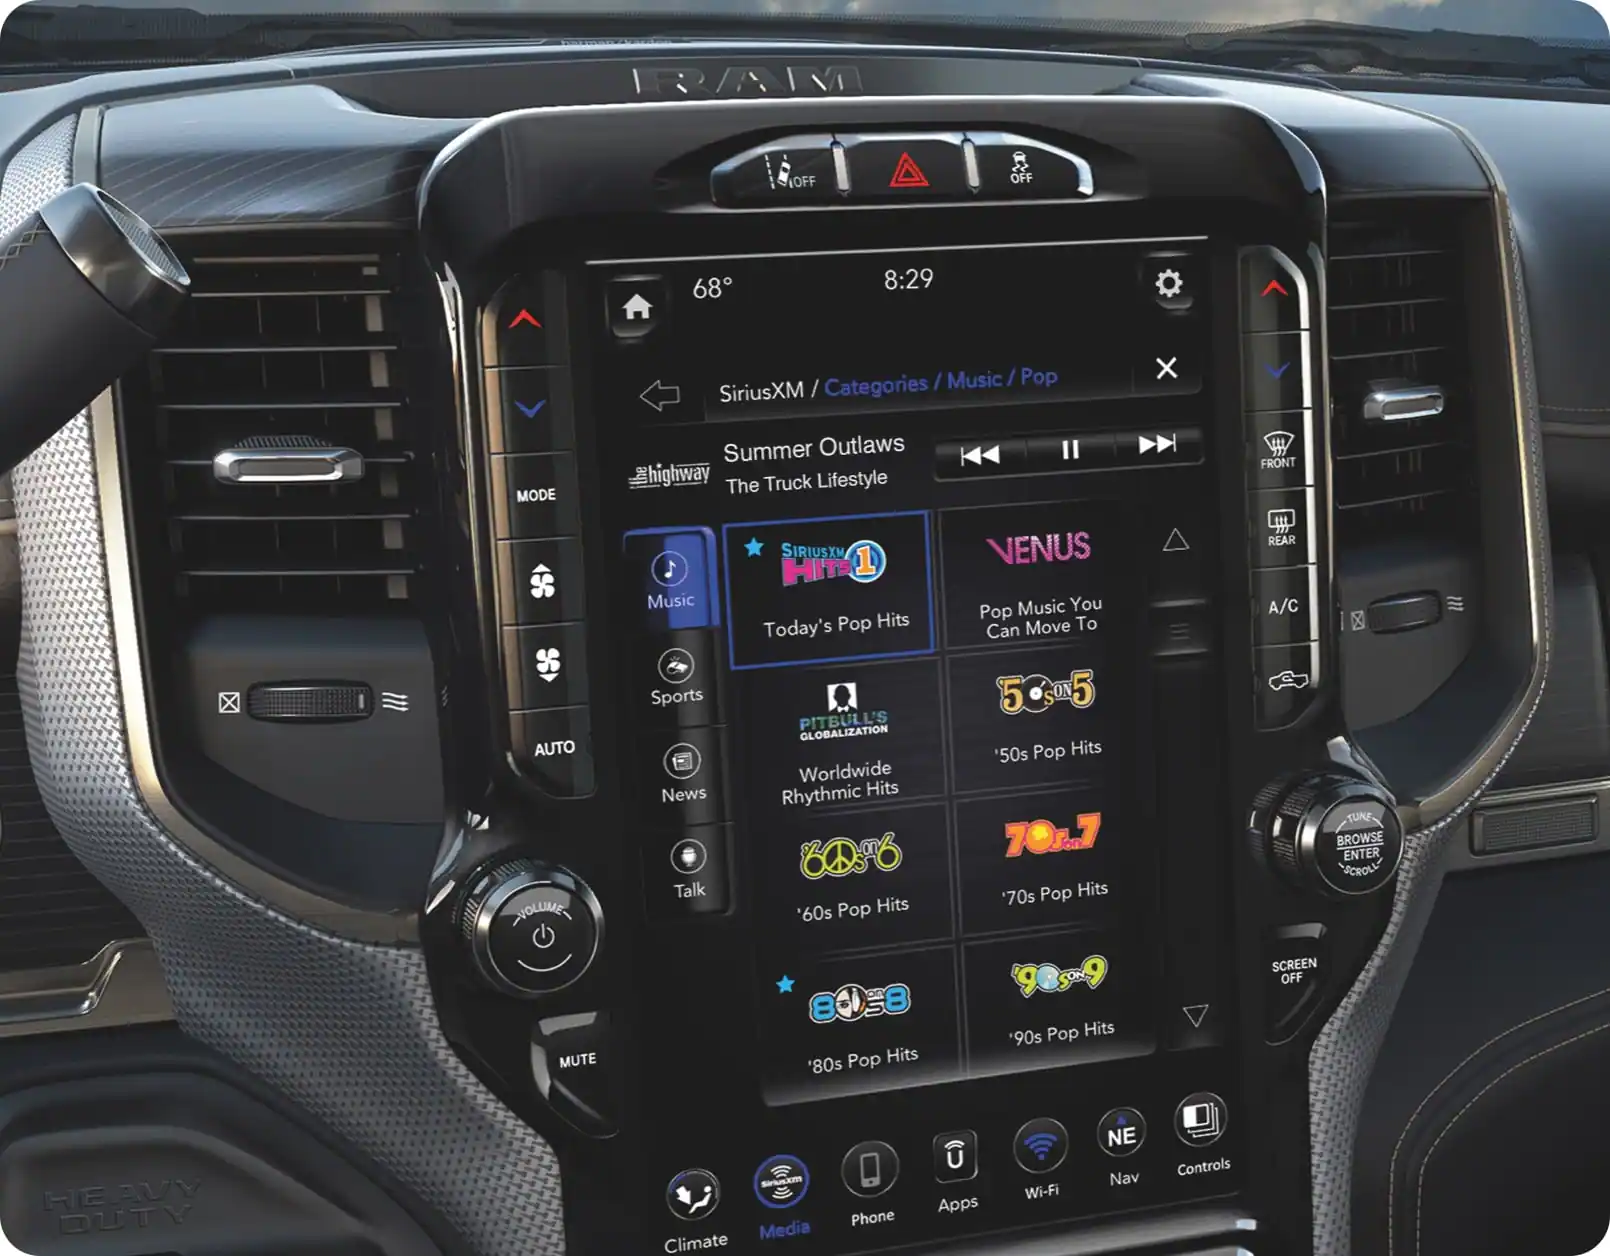 harman/kardon
RAM
OFF
OFF
68°
8:29
SiriusXM / Categories / Music / Pop
the highway
Summer Outlaws
The Truck Lifestyle
MODE
AUTO
Music
Sports
News
Talk
SIRIUSXM
HITS 1
Today's Pop Hits
VENUS
Pop Music You
Can Move To
PITBULL'S
GLOBALIZATION
Worldwide
Rhythmic Hits
'50s ON 5
'50s Pop Hits
'60s on 6
'60s Pop Hits
70s on 7
'70s Pop Hits
80s on 8
'80s Pop Hits
'90s ON 9
'90s Pop Hits
FRONT
REAR
A/C
VOLUME
MUTE
TUNE
BROWSE
ENTER
SCROLL
SCREEN
OFF
SiriusXM
U
NE
Climate
Media
Phone
Apps
Wi-Fi
Nav
Controls
HEAVY
DUTY